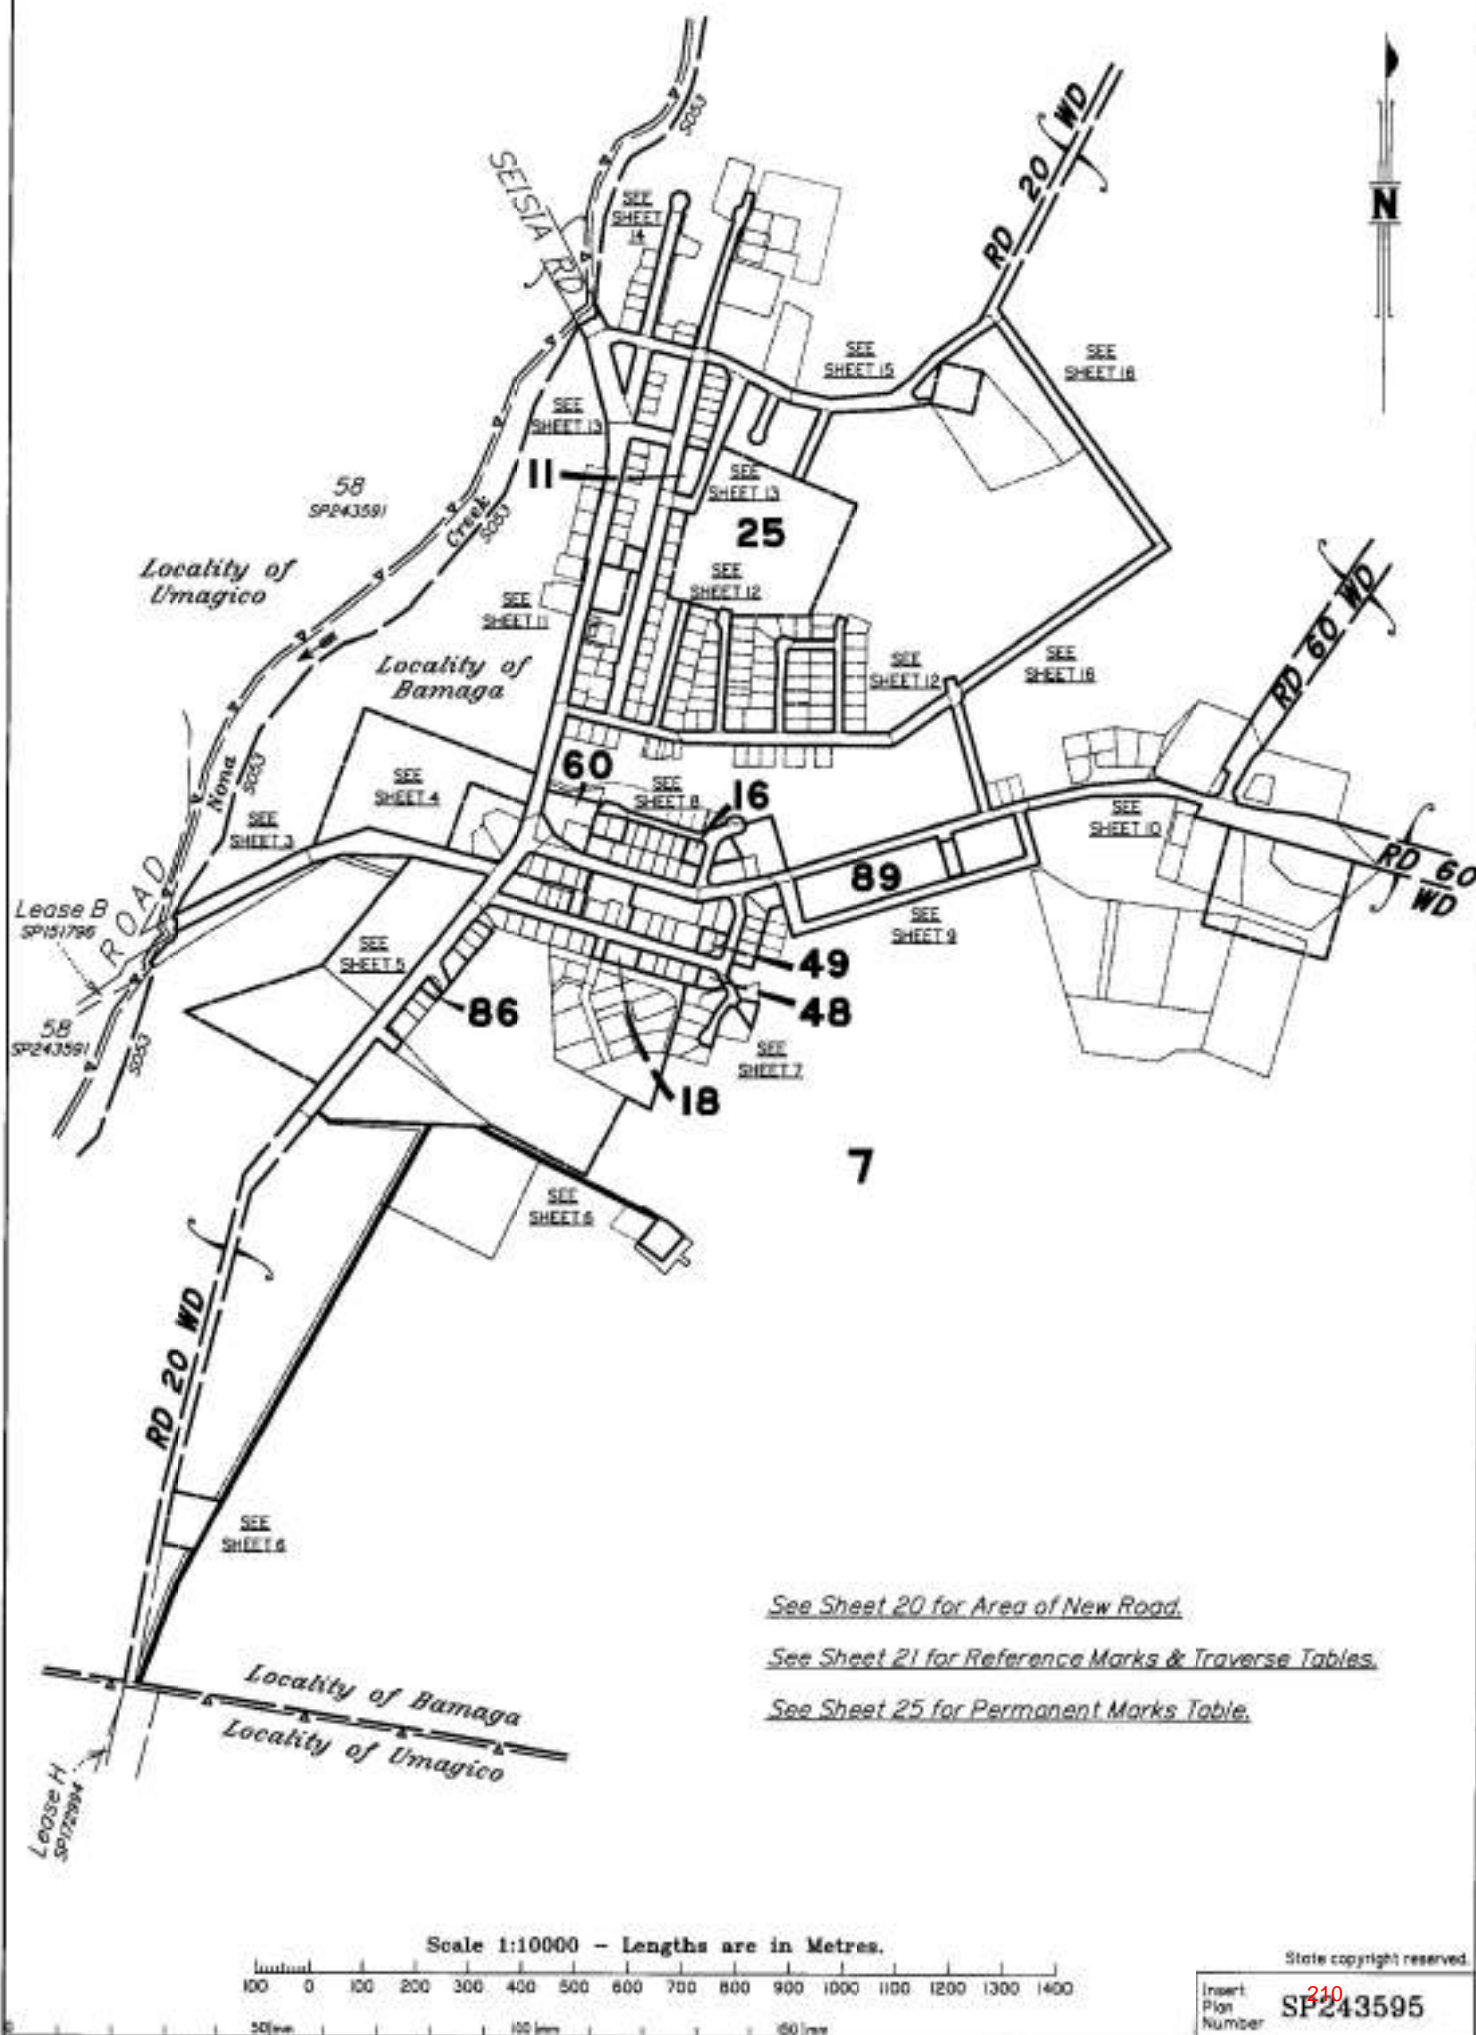 RD 20 WD
N
SO53
SEISIA RD
SEE
SHEET
14
SEE
SHEET 15
SEE
SHEET 16
SEE
SHEET 13
11
SEE
SHEET 13
58
SP243591
Creek
SO53
25
Locality of
Umagico
SEE
SHEET 12
SEE
SHEET 11
RD 60 WD
Locality of
Bamaga
SEE
SHEET 12
SEE
SHEET 16
Nona
SO53
60
SEE
SHEET 4
SEE
SHEET 8
16
SEE
SHEET 3
SEE
SHEET 10
RD 60
WD
89
ROAD
Lease B
SP151796
SEE
SHEET 9
SEE
SHEET 5
49
86
48
58
SP243591
SO53
SEE
SHEET 7
18
7
SEE
SHEET 6
RD 20 WD
SEE
SHEET 6
See Sheet 20 for Area of New Road.
See Sheet 21 for Reference Marks & Traverse Tables.
See Sheet 25 for Permanent Marks Table.
Locality of Bamaga
Locality of Umagico
Lease H
SP172994
Scale 1:10000 - Lengths are in Metres.
State copyright reserved.
100 0 100 200 300 400 500 600 700 800 900 1000 1100 1200 1300 1400
Insert
Plan
Number
SP243595
210
0 50mm 100mm 150mm